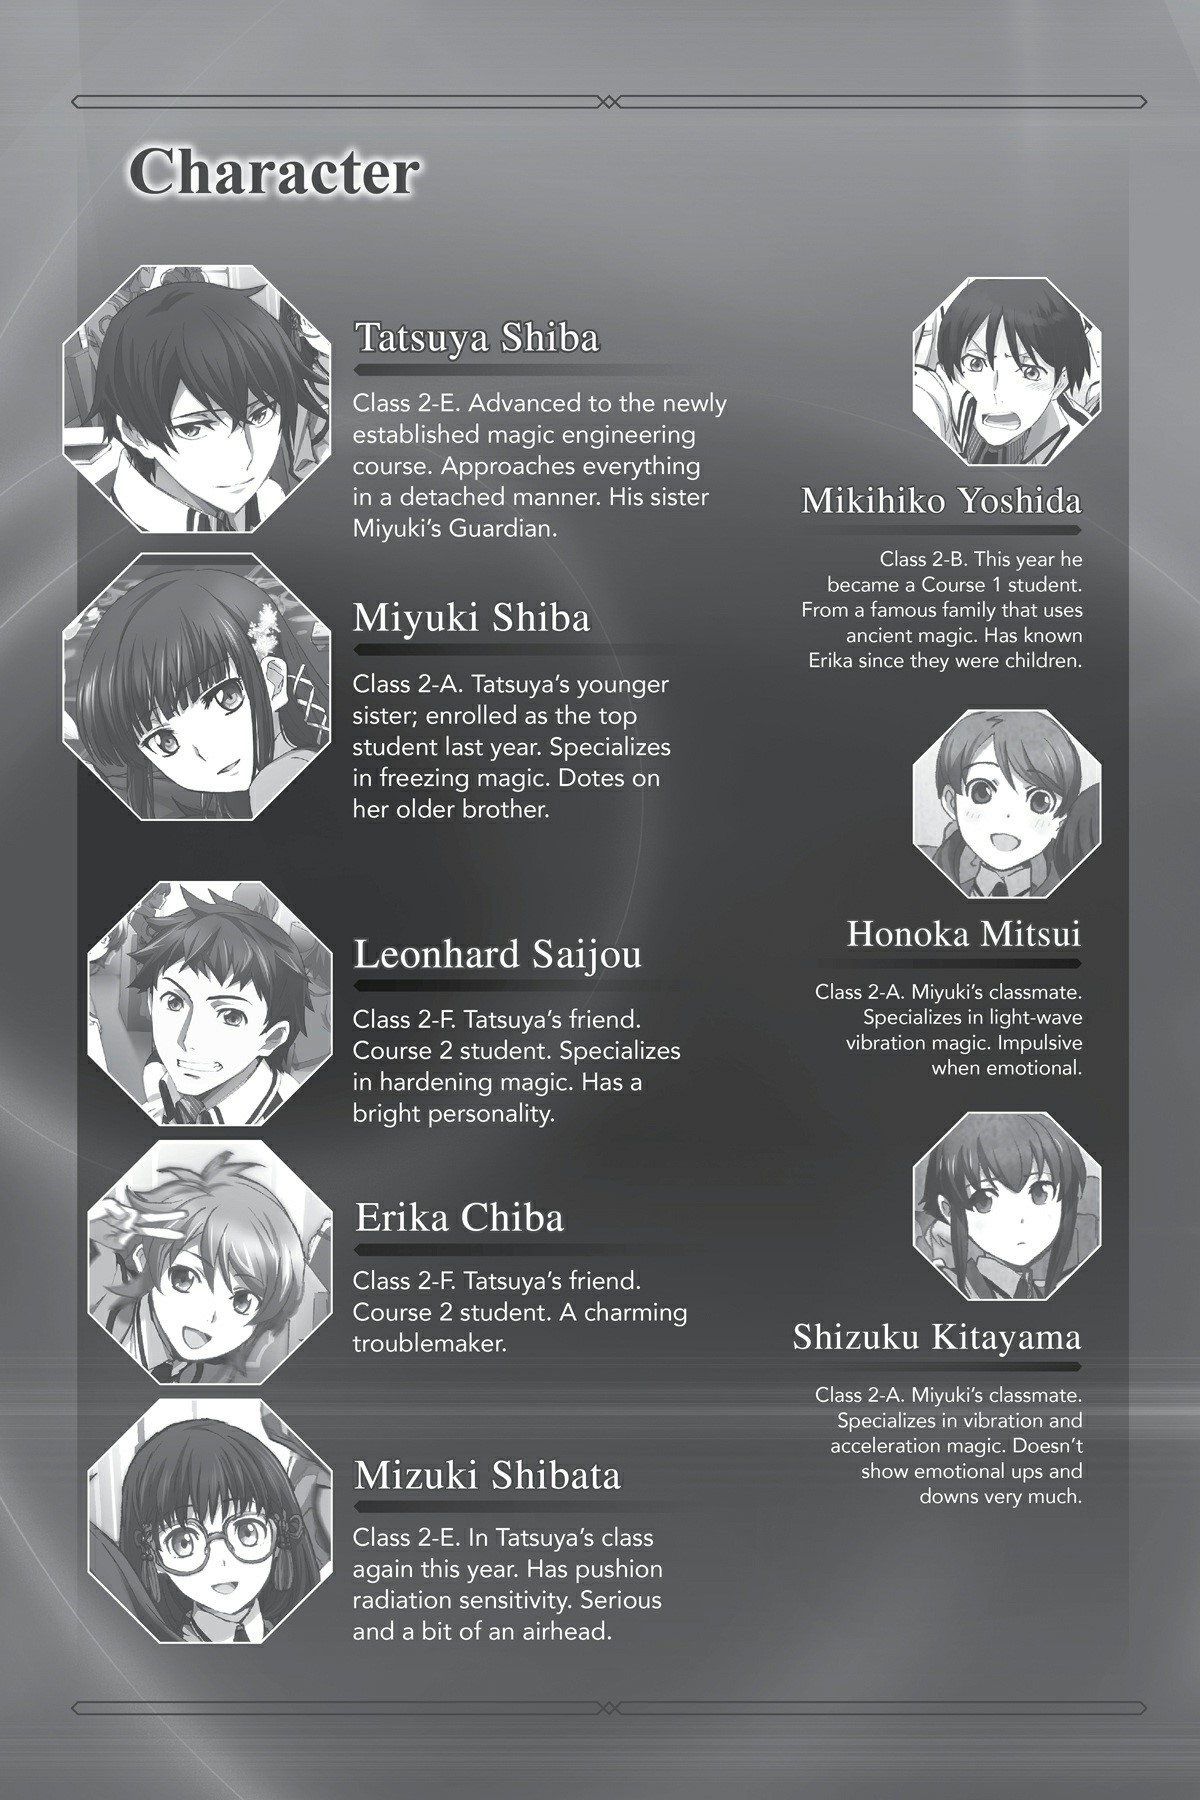 Character
Tatsuya Shiba
Class 2-E. Advanced to the newly
established magic engineering
course. Approaches everything
in a detached manner. His sister
Miyuki’s Guardian.
Miyuki Shiba
Class 2-A. Tatsuya’s younger
sister; enrolled as the top
student last year. Specializes
in freezing magic. Dotes on
her older brother.
Leonhard Saijou
Class 2-F. Tatsuya’s friend.
Course 2 student. Specializes
in hardening magic. Has a
bright personality.
Erika Chiba
Class 2-F. Tatsuya’s friend.
Course 2 student. A charming
troublemaker.
Mizuki Shibata
Class 2-E. In Tatsuya’s class
again this year. Has pushion
radiation sensitivity. Serious
and a bit of an airhead.
Mikihiko Yoshida
Class 2-B. This year he
became a Course 1 student.
From a famous family that uses
ancient magic. Has known
Erika since they were children.
Honoka Mitsui
Class 2-A. Miyuki’s classmate.
Specializes in light-wave
vibration magic. Impulsive
when emotional.
Shizuku Kitayama
Class 2-A. Miyuki’s classmate.
Specializes in vibration and
acceleration magic. Doesn’t
show emotional ups and
downs very much.